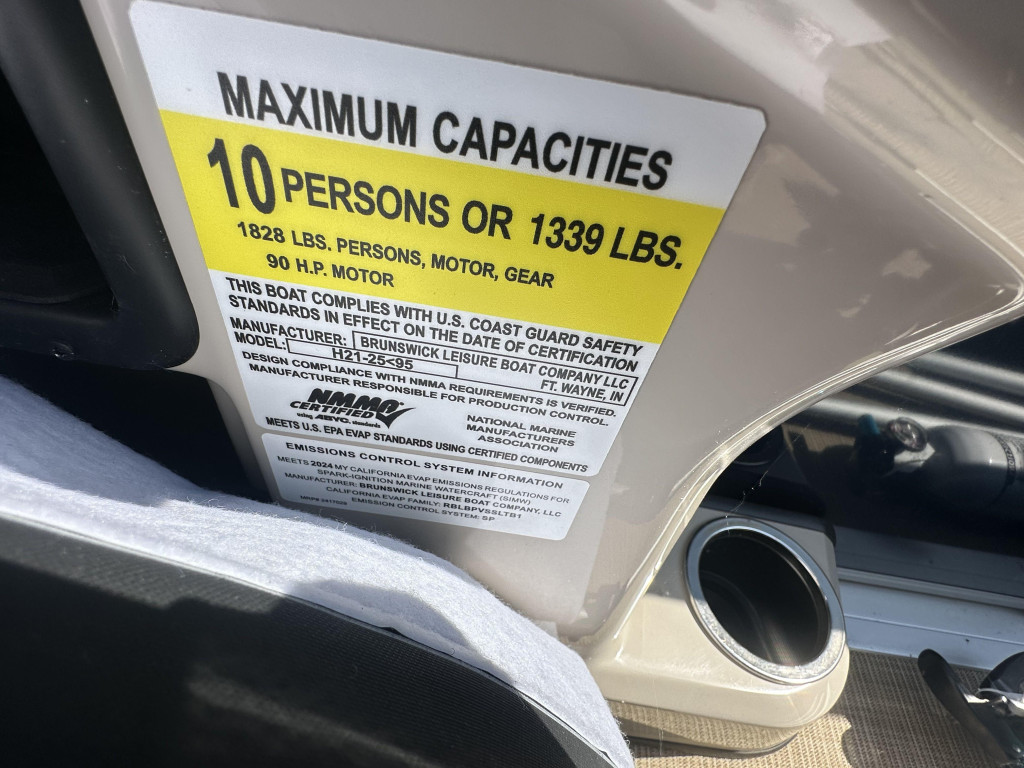 MAXIMUM CAPACITIES
10 PERSONS OR 1339 LBS.
1828 LBS. PERSONS, MOTOR, GEAR
90 H.P. MOTOR
THIS BOAT COMPLIES WITH U.S. COAST GUARD SAFETY
STANDARDS IN EFFECT ON THE DATE OF CERTIFICATION
MANUFACTURER: BRUNSWICK LEISURE BOAT COMPANY LLC
MODEL: H21-25<95 FT. WAYNE, IN
DESIGN COMPLIANCE WITH NMMA REQUIREMENTS IS VERIFIED.
MANUFACTURER RESPONSIBLE FOR PRODUCTION CONTROL.
NMMA
CERTIFIED
using ABYC standards
NATIONAL MARINE
MANUFACTURERS
ASSOCIATION
MEETS U.S. EPA EVAP STANDARDS USING CERTIFIED COMPONENTS
EMISSIONS CONTROL SYSTEM INFORMATION
MEETS 2024 MY CALIFORNIA EVAP EMISSIONS REGULATIONS FOR
SPARK-IGNITION MARINE WATERCRAFT (SIMW)
MANUFACTURER: BRUNSWICK LEISURE BOAT COMPANY, LLC
CALIFORNIA EVAP FAMILY: RBLBPVSSLTB1
EMISSION CONTROL SYSTEM: SP